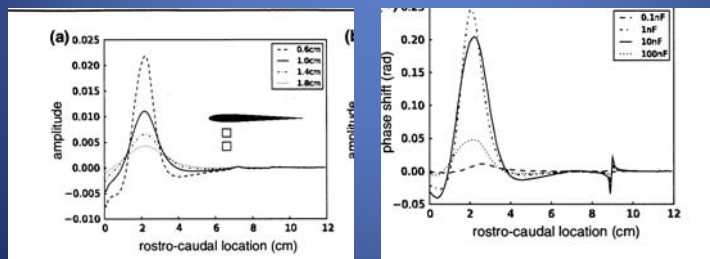 (a)
0.025
0.020
0.015
0.010
0.005
0.000
−0.005
−0.010
amplitude
0.6cm
1.0cm
1.4cm
1.8cm
0 2 4 6 8 10 12
rostro-caudal location (cm)
(b
amplitude
0.20
0.15
0.10
0.05
0.00
−0.05
phase shift (rad)
0.1nF
1nF
10nF
100nF
0 2 4 6 8 10 12
rostro-caudal location (cm)